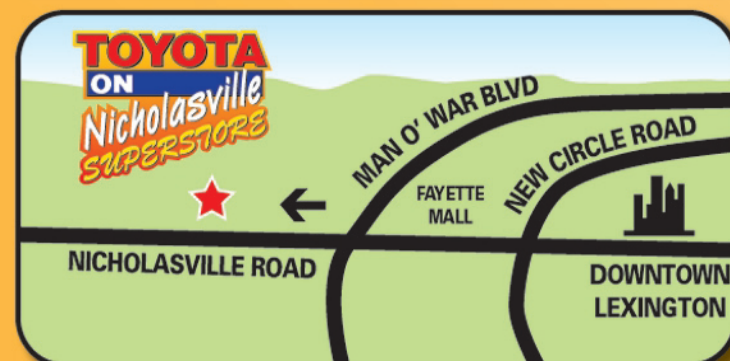 TOYOTA
ON
Nicholasville
SUPERSTORE
MAN O' WAR BLVD
NEW CIRCLE ROAD
FAYETTE
MALL
NICHOLASVILLE ROAD
DOWNTOWN
LEXINGTON